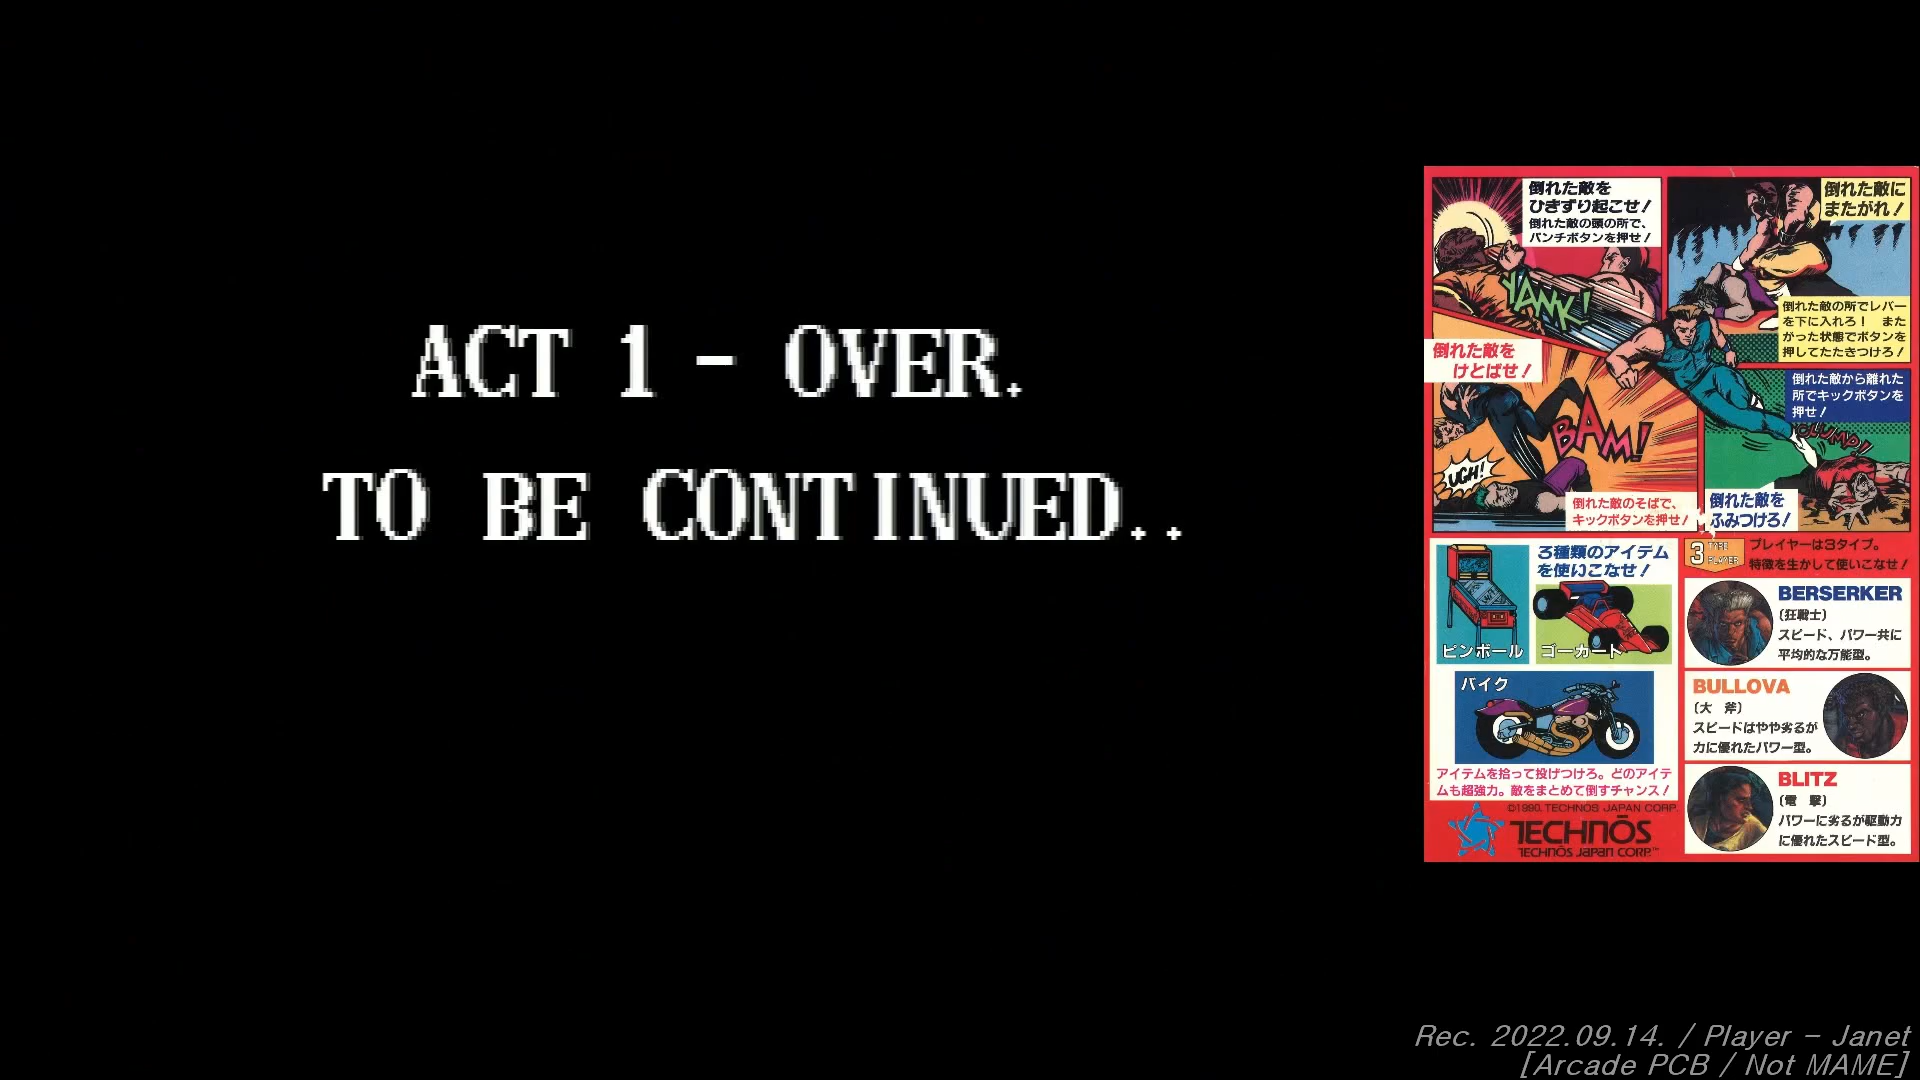 ACT 1 - OVER.
TO BE CONTINUED..
倒れた敵を
ひきずり起こせ！
倒れた敵の頭の所で、
パンチボタンを押せ！
YANK!
倒れた敵に
またがれ！
倒れた敵の所でレバー
を下に入れろ！ また
がった状態でボタンを
押してたたきつけろ！
倒れた敵を
けとばせ！
BAM!
UGH!
倒れた敵のそばで、
キックボタンを押せ！
倒れた敵から離れた
所でキックボタンを
押せ！
倒れた敵を
ふみつけろ！
3種類のアイテム
を使いこなせ！
ピンボール
ゴーカート
バイク
アイテムを拾って投げつけろ。どのアイテ
ムも超強力。敵をまとめて倒すチャンス！
©1990, TECHNOS JAPAN CORP.
TECHNŌS
TECHNŌS JAPAN CORP.™
3 TYPE
PLAYER
プレイヤーは3タイプ。
特徴を生かして使いこなせ！
BERSERKER
〔狂戦士〕
スピード、パワー共に
平均的な万能型。
BULLOVA
〔大 斧〕
スピードはやや劣るが
力に優れたパワー型。
BLITZ
〔電 撃〕
パワーに劣るが駆動力
に優れたスピード型。
Rec. 2022.09.14. / Player - Janet
[Arcade PCB / Not MAME]